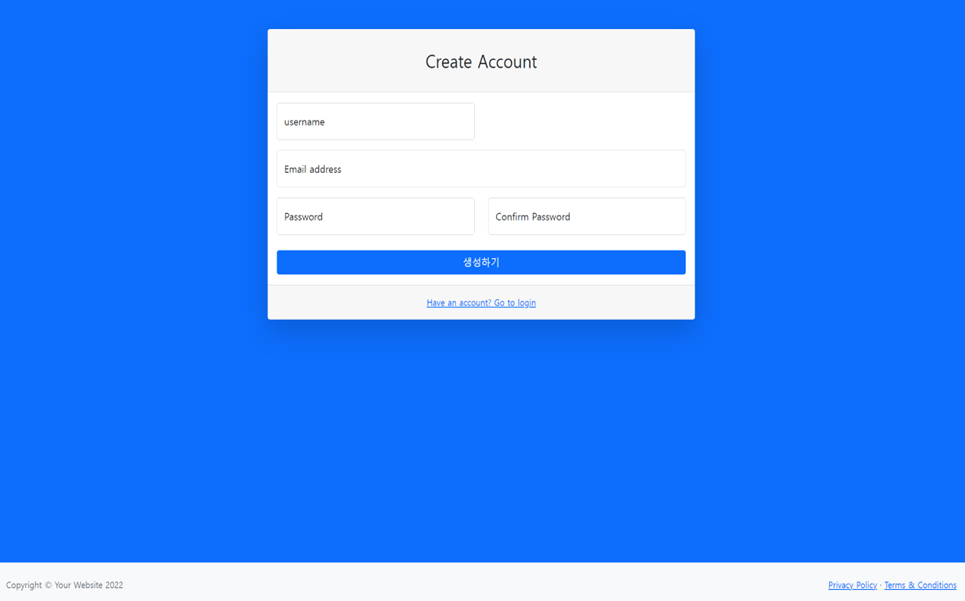 Create Account
username
Email address
Password Confirm Password
생성하기
Have an account? Go to login
Copyright © Your Website 2022 Privacy Policy · Terms & Conditions